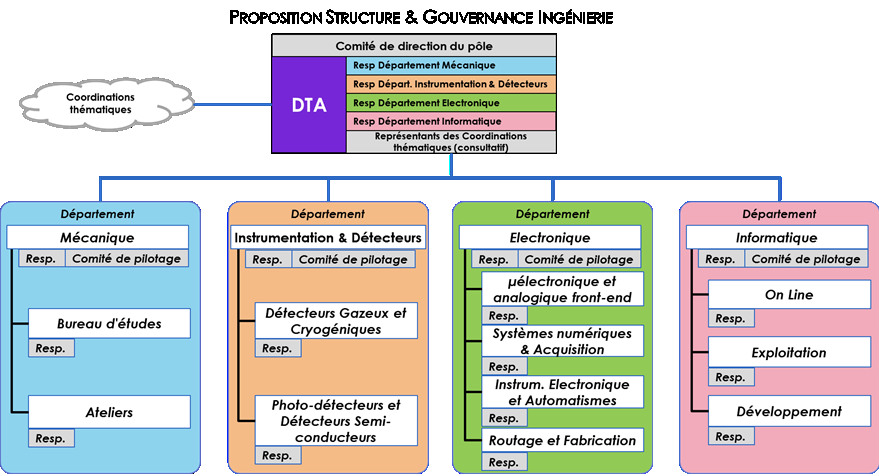 PROPOSITION STRUCTURE & GOUVERNANCE INGÉNIERIE
Comité de direction du pôle
Coordinations
thématiques
DTA
Resp Département Mécanique
Resp Départ. Instrumentation & Détecteurs
Resp Département Electronique
Resp Département Informatique
Représentants des Coordinations
thématiques (consultatif)
Département
Mécanique
Resp. Comité de pilotage
Bureau d'études
Resp.
Ateliers
Resp.
Département
Instrumentation & Détecteurs
Resp. Comité de pilotage
Détecteurs Gazeux et
Cryogéniques
Resp.
Photo-détecteurs et
Détecteurs Semi-
conducteurs
Resp.
Département
Electronique
Resp. Comité de pilotage
µélectronique et
analogique front-end
Resp.
Systèmes numériques
& Acquisition
Resp.
Instrum. Electronique
et Automatismes
Resp.
Routage et Fabrication
Resp.
Département
Informatique
Resp. Comité de pilotage
On Line
Resp.
Exploitation
Resp.
Développement
Resp.